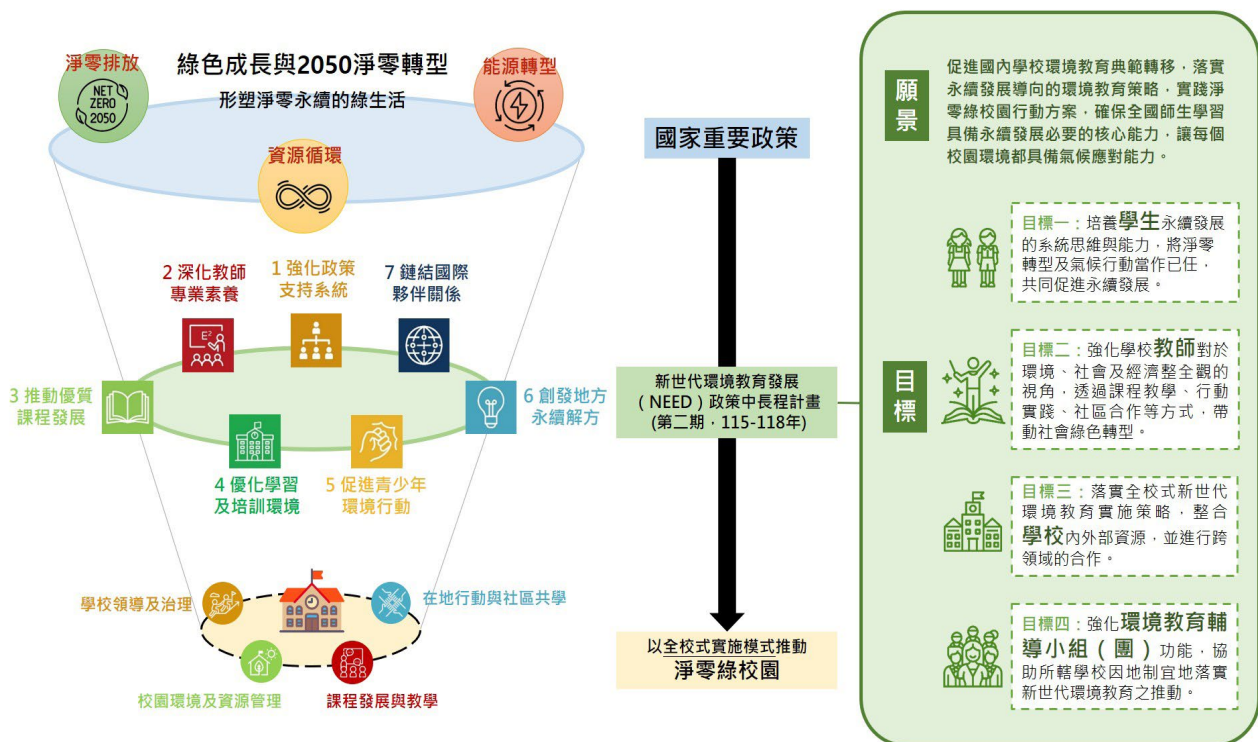 淨零排放
NET
ZERO
2050
綠色成長與2050淨零轉型
形塑淨零永續的綠生活
能源轉型
資源循環
2 深化教師
專業素養
1 強化政策
支持系統
7 鏈結國際
夥伴關係
E²
3 推動優質
課程發展
6 創發地方
永續解方
4 優化學習
及培訓環境
5 促進青少年
環境行動
學校領導及治理
在地行動與社區共學
校園環境及資源管理
課程發展與教學
國家重要政策
新世代環境教育發展
（NEED）政策中長程計畫
(第二期，115-118年)
以全校式實施模式推動
淨零綠校園
願景
促進國內學校環境教育典範轉移，落實
永續發展導向的環境教育策略，實踐淨
零綠校園行動方案，確保全國師生學習
具備永續發展必要的核心能力，讓每個
校園環境都具備氣候應對能力。
目標
目標一：培養學生永續發展
的系統思維與能力，將淨零
轉型及氣候行動當作已任，
共同促進永續發展。
目標二：強化學校教師對於
環境、社會及經濟整全觀的
視角，透過課程教學、行動
實踐、社區合作等方式，帶
動社會綠色轉型。
目標三：落實全校式新世代
環境教育實施策略，整合
學校內外部資源，並進行跨
領域的合作。
目標四：強化環境教育輔
導小組（團）功能，協
助所轄學校因地制宜地落實
新世代環境教育之推動。